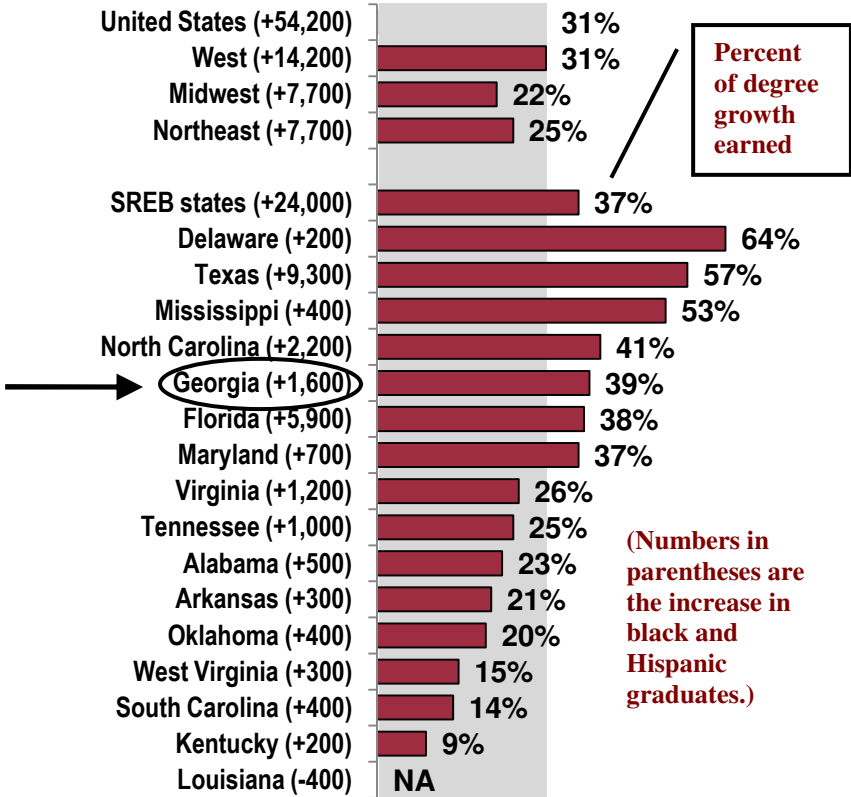 United States (+54,200) 31%
West (+14,200) 31%
Midwest (+7,700) 22%
Northeast (+7,700) 25%
Percent
of degree
growth
earned
SREB states (+24,000) 37%
Delaware (+200) 64%
Texas (+9,300) 57%
Mississippi (+400) 53%
North Carolina (+2,200) 41%
Georgia (+1,600) 39%
Florida (+5,900) 38%
Maryland (+700) 37%
Virginia (+1,200) 26%
Tennessee (+1,000) 25%
Alabama (+500) 23%
Arkansas (+300) 21%
Oklahoma (+400) 20%
West Virginia (+300) 15%
South Carolina (+400) 14%
Kentucky (+200) 9%
Louisiana (-400) NA
(Numbers in
parentheses are
the increase in
black and
Hispanic
graduates.)